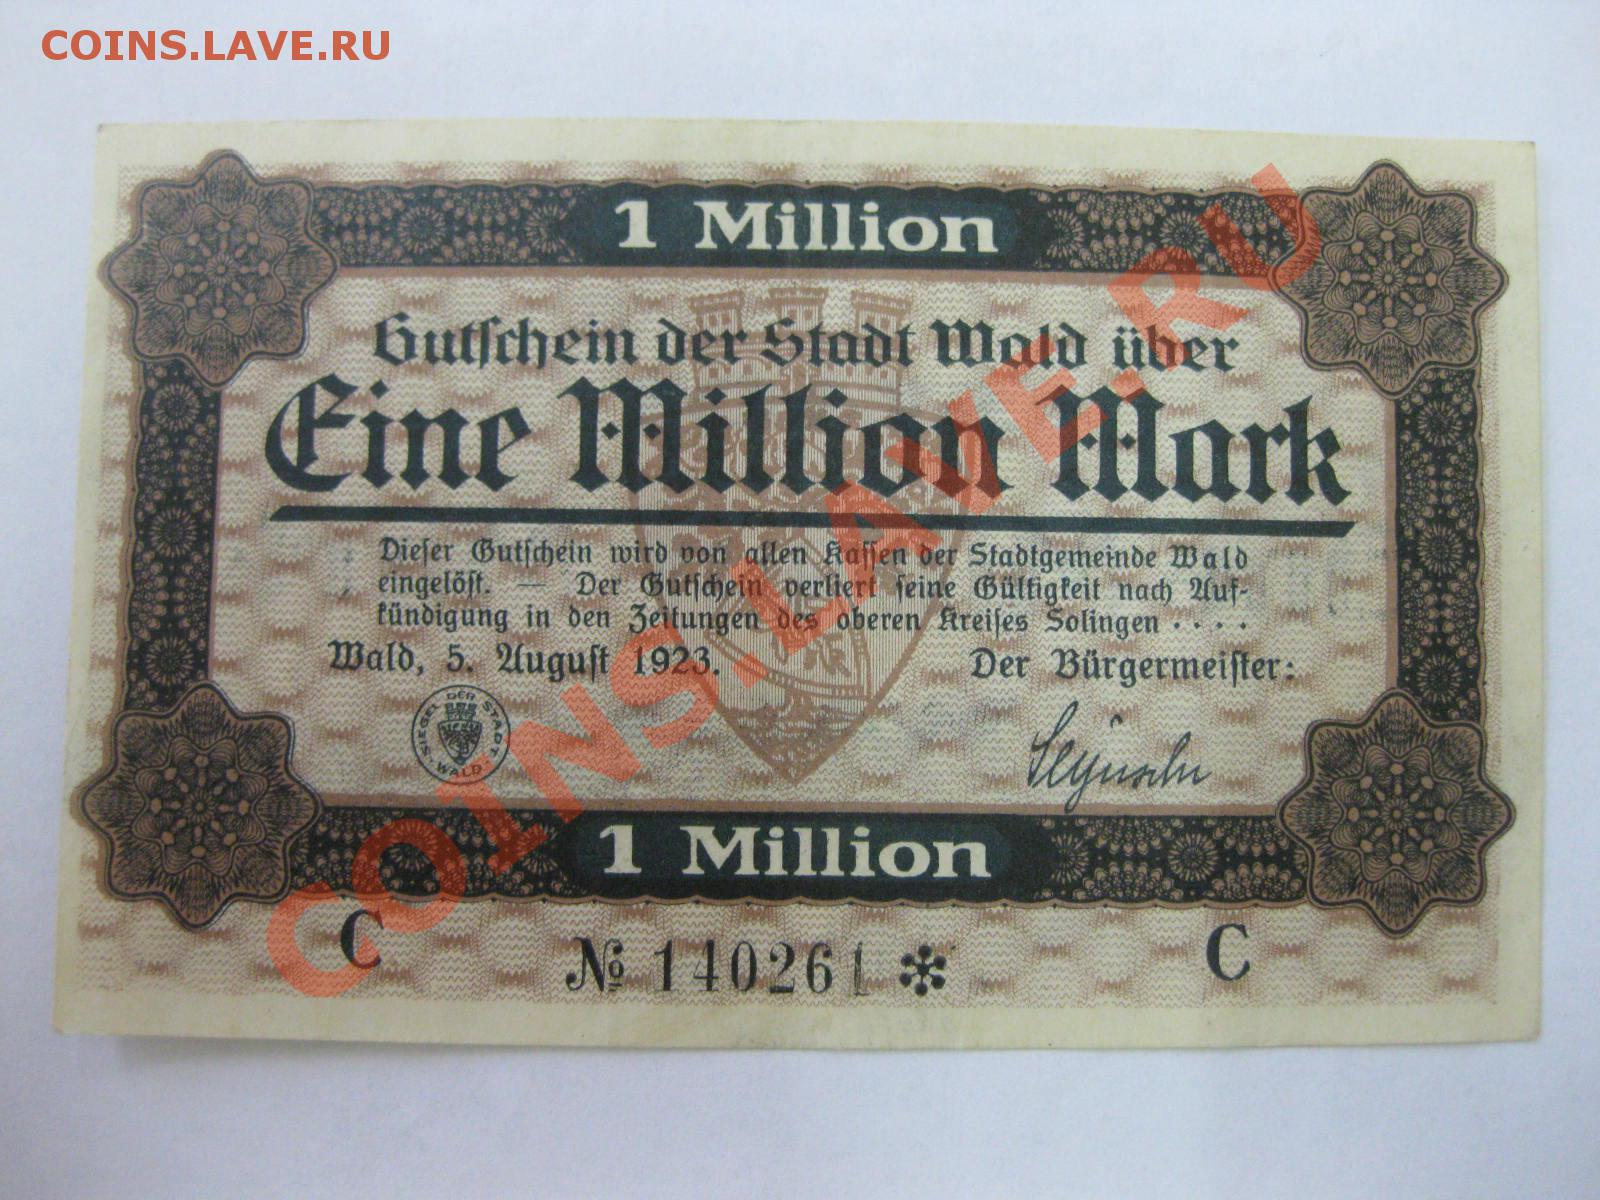 COINS.LAVE.RU
1 Million
Gutschein der Stadt Wald über
Eine Million Mark
Dieser Gutschein wird von allen Kassen der Stadtgemeinde Wald
eingelöst. — Der Gutschein verliert seine Gültigkeit nach Auf-
kündigung in den Zeitungen des oberen Kreises Solingen . . . .
Wald, 5. August 1923.
Der Bürgermeister:
SIEGEL DER STADT WALD
1 Million
C
№ 140261 *
C
COINS.LAVE.RU